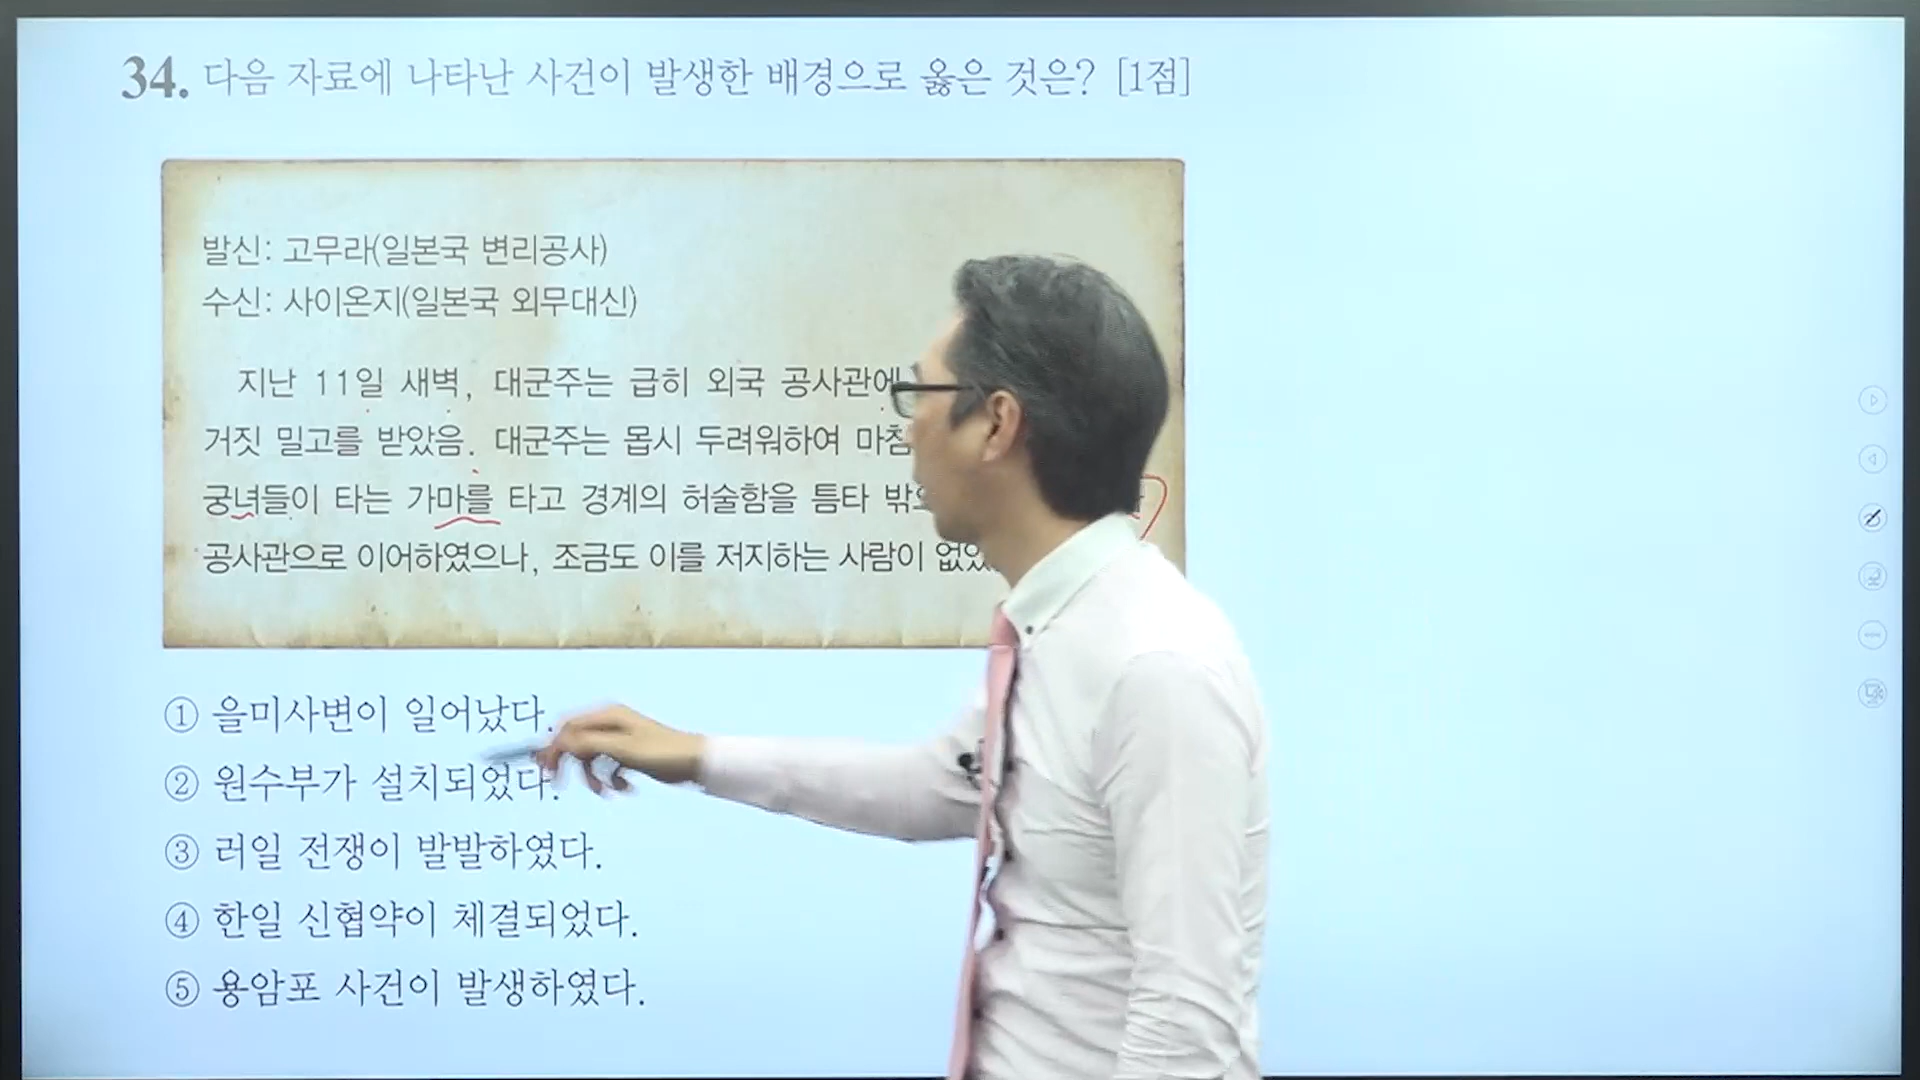 34. 다음 자료에 나타난 사건이 발생한 배경으로 옳은 것은? [1점]
발신: 고무라(일본국 변리공사)
수신: 사이온지(일본국 외무대신)
지난 11일 새벽, 대군주는 급히 외국 공사관에
거짓 밀고를 받았음. 대군주는 몹시 두려워하여 마침
궁녀들이 타는 가마를 타고 경계의 허술함을 틈타
공사관으로 이어하였으나, 조금도 이를 저지하는 사람이
① 을미사변이 일어났다.
② 원수부가 설치되었다.
③ 러일 전쟁이 발발하였다.
④ 한일 신협약이 체결되었다.
⑤ 용암포 사건이 발생하였다.